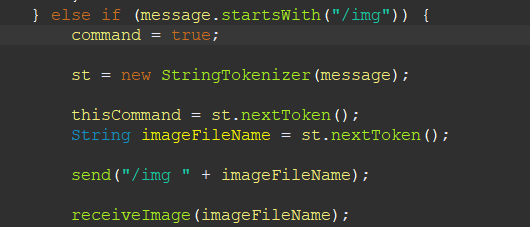 } else if (message.startsWith("/img")) {
command = true;
st = new StringTokenizer(message);
thisCommand = st.nextToken();
String imageFileName = st.nextToken();
send("/img " + imageFileName);
receiveImage(imageFileName);